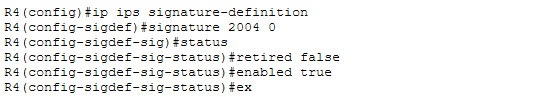 R4(config)#ip ips signature-definition
R4(config-sigdef)#signature 2004 0
R4(config-sigdef-sig)#status
R4(config-sigdef-sig-status)#retired false
R4(config-sigdef-sig-status)#enabled true
R4(config-sigdef-sig-status)#ex